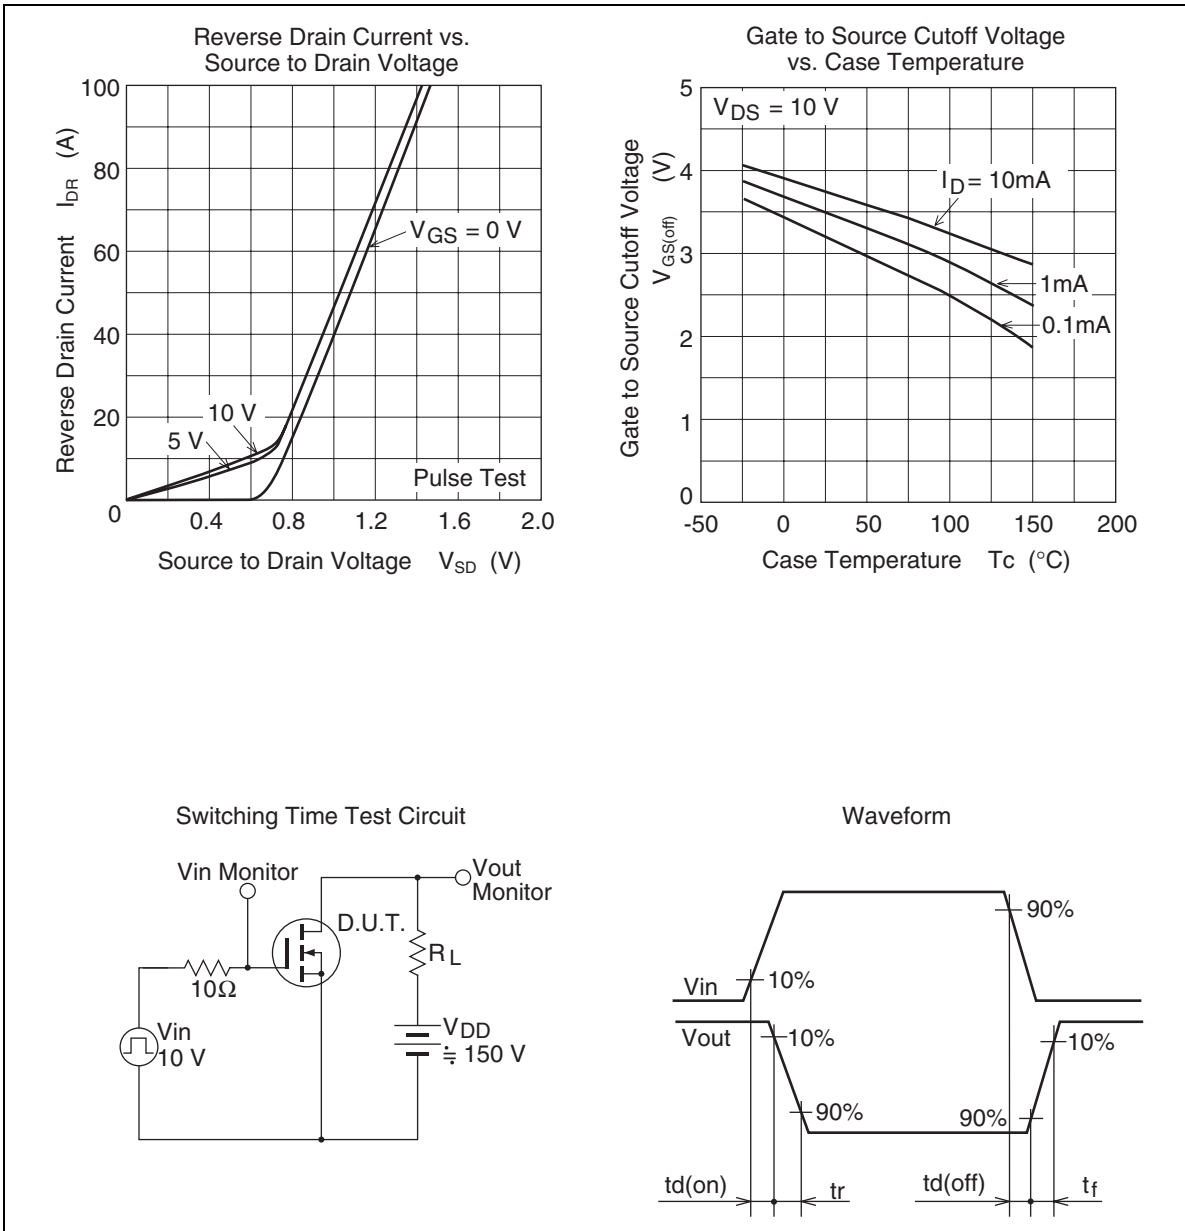 Reverse Drain Current vs.
Source to Drain Voltage
100
80
60
40
20
0
0.4
0.8
1.2
1.6
2.0
Reverse Drain Current I_DR (A)
V_GS = 0 V
10 V
5 V
Pulse Test
Source to Drain Voltage V_SD (V)
Gate to Source Cutoff Voltage
vs. Case Temperature
5
4
3
2
1
0
-50
0
50
100
150
200
Gate to Source Cutoff Voltage
V_GS(off) (V)
V_DS = 10 V
I_D = 10mA
1mA
0.1mA
Case Temperature Tc (°C)
Switching Time Test Circuit
Vin Monitor
Vout
Monitor
D.U.T.
R_L
10Ω
Vin
10 V
V_DD
≒ 150 V
Waveform
Vin
10%
90%
Vout
10%
90%
90%
10%
td(on)
tr
td(off)
t_f